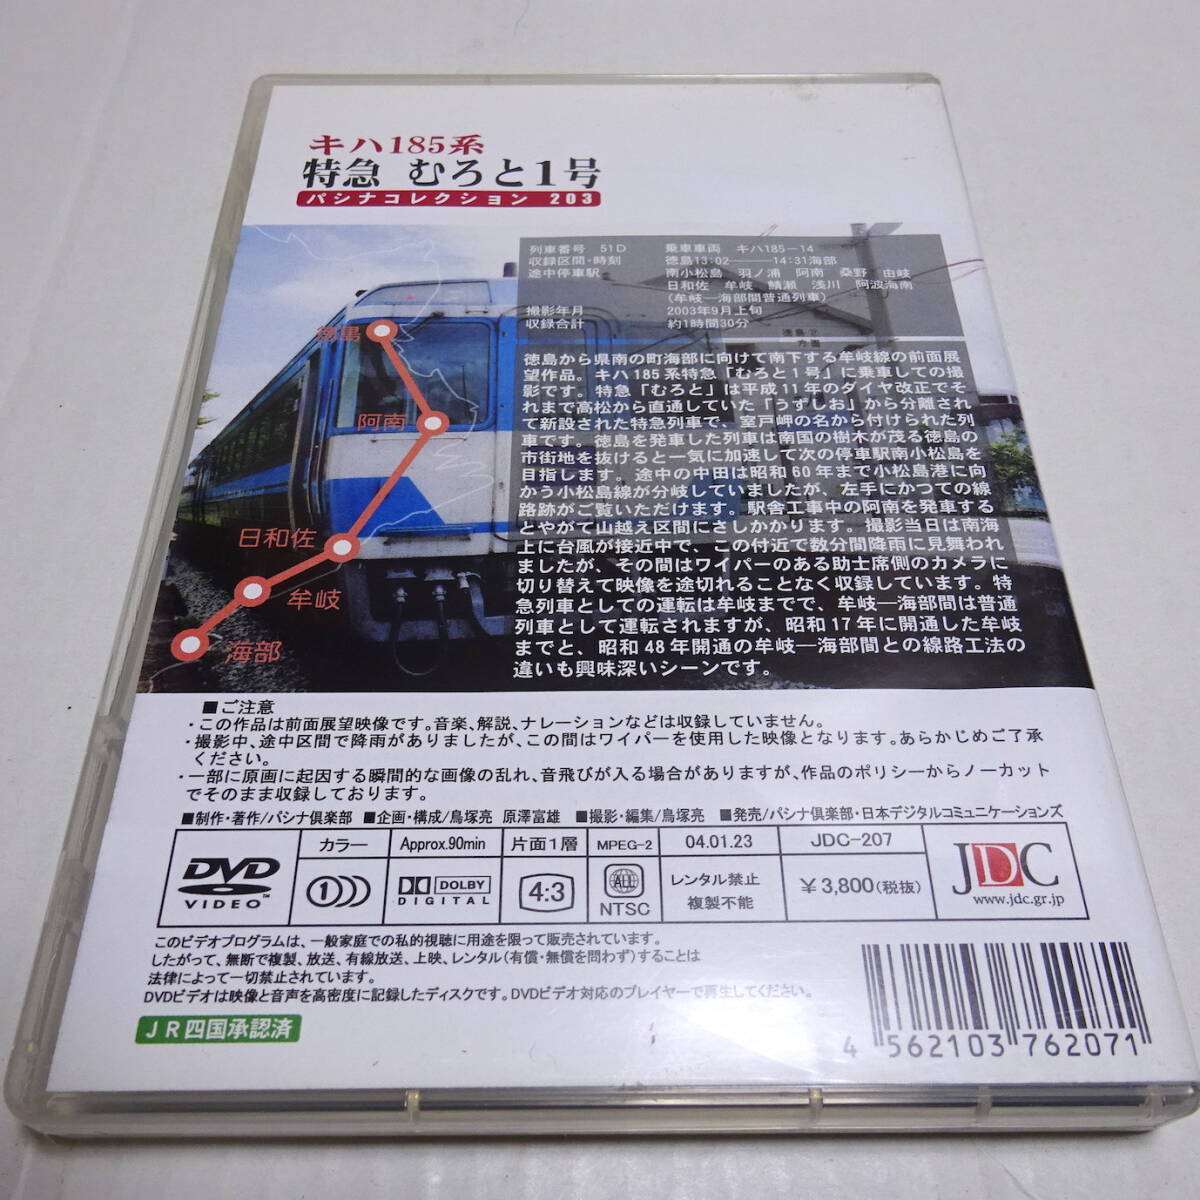 キハ185系
特急 むろと1号
パシナコレクション 203
列車番号 51D 乗車車両 キハ185-14
収録区間・時刻 徳島13:02――14:31海部
途中停車駅 南小松島 羽ノ浦 阿南 桑野 由岐
日和佐 牟岐 鯖瀬 浅川 阿波海南
(牟岐―海部間普通列車)
撮影年月 2003年9月上旬
収録合計 約1時間30分
徳島
阿南
日和佐
牟岐
海部
徳島から県南の町海部に向けて南下する牟岐線の前面展
望作品。キハ185系特急「むろと1号」に乗車しての撮
影です。特急「むろと」は平成11年のダイヤ改正でそ
れまで高松から直通していた「うずしお」から分離され
て新設された特急列車で、室戸岬の名から付けられた列
車です。徳島を発車した列車は南国の樹木が茂る徳島の
市街地を抜けると一気に加速して次の停車駅南小松島を
目指します。途中の中田は昭和60年まで小松島港に向
かう小松島線が分岐していましたが、左手にかつての線
路跡がご覧いただけます。駅舎工事中の阿南を発車する
とやがて山越え区間にさしかかります。撮影当日は南海
上に台風が接近中で、この付近で数分間降雨に見舞われ
ましたが、その間はワイパーのある助士席側のカメラに
切り替えて映像を途切れることなく収録しています。特
急列車としての運転は牟岐までで、牟岐―海部間は普通
列車として運転されますが、昭和17年に開通した牟岐
までと、昭和48年開通の牟岐―海部間との線路工法の
違いも興味深いシーンです。
■ご注意
・この作品は前面展望映像です。音楽、解説、ナレーションなどは収録していません。
・撮影中、途中区間で降雨がありましたが、この間はワイパーを使用した映像となります。あらかじめご了承
ください。
・一部に原画に起因する瞬間的な画像の乱れ、音飛びが入る場合がありますが、作品のポリシーからノーカット
でそのまま収録しております。
■制作・著作/パシナ倶楽部 ■企画・構成/鳥塚亮 原澤富雄 ■撮影・編集/鳥塚亮 ■発売/パシナ倶楽部・日本デジタルコミュニケーションズ
DVD VIDEO™
カラー Approx.90min 片面1層 MPEG-2 04.01.23 JDC-207
1 DOLBY DIGITAL 4:3 ALL NTSC
レンタル禁止
複製不能
¥3,800(税抜)
JDC
www.jdc.gr.jp
このビデオプログラムは、一般家庭での私的視聴に用途を限って販売されています。
したがって、無断で複製、放送、有線放送、上映、レンタル(有償・無償を問わず)することは
法律によって一切禁止されています。
DVDビデオは映像と音声を高密度に記録したディスクです。DVDビデオ対応のプレイヤーで再生してください。
JR四国承認済
4 562103 762071